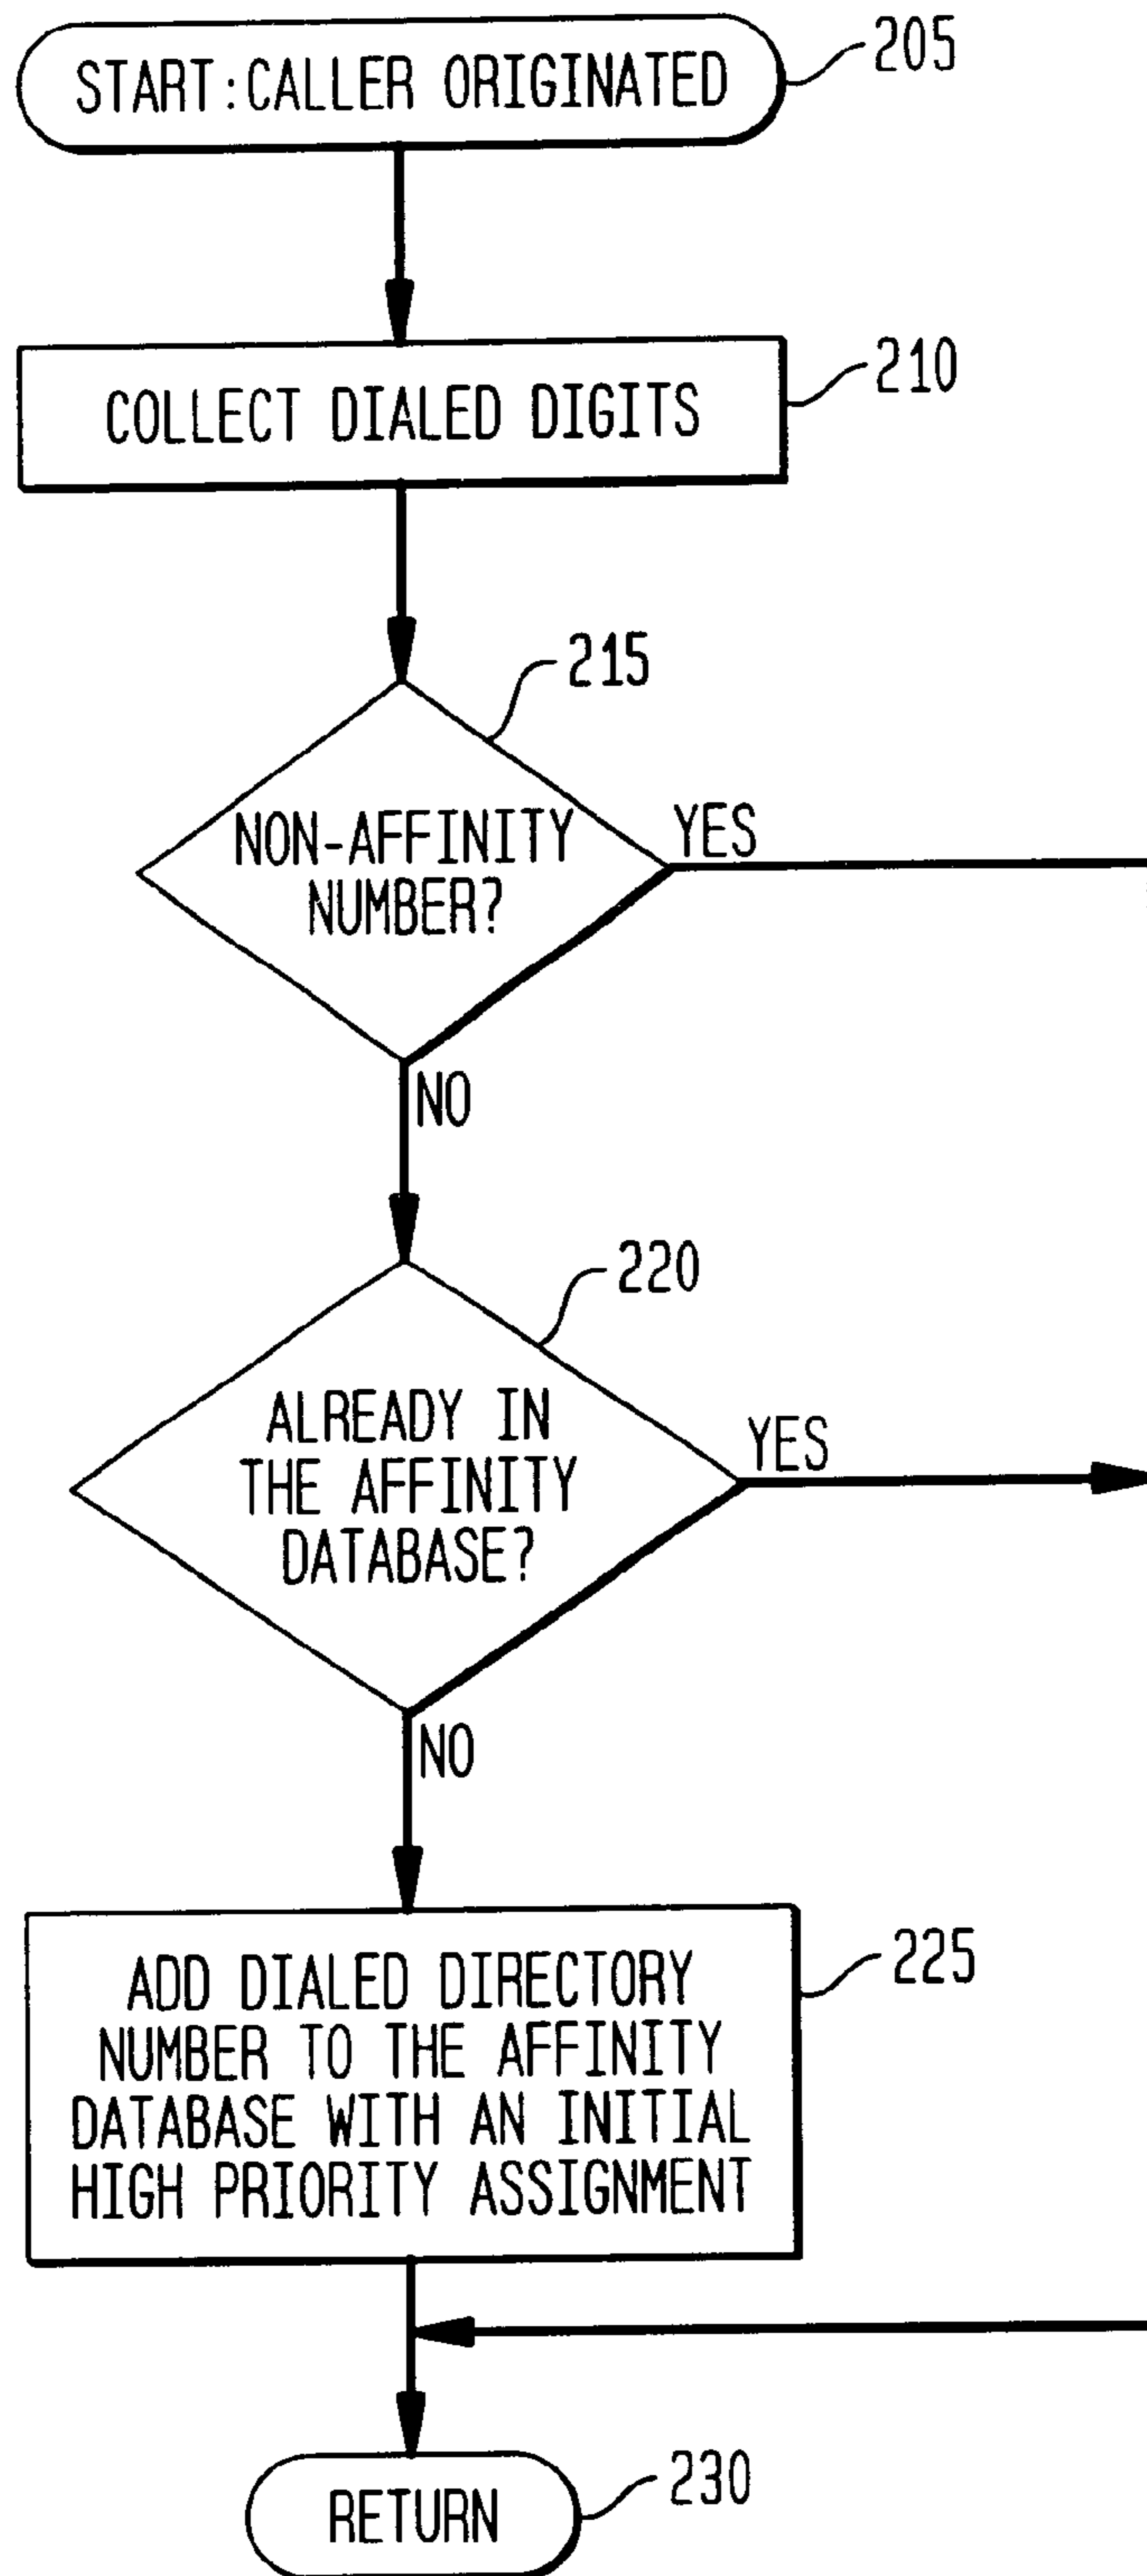 START:CALLER ORIGINATED
205
COLLECT DIALED DIGITS
210
215
NON-AFFINITY
NUMBER?
YES
NO
220
ALREADY IN
THE AFFINITY
DATABASE?
YES
NO
225
ADD DIALED DIRECTORY
NUMBER TO THE AFFINITY
DATABASE WITH AN INITIAL
HIGH PRIORITY ASSIGNMENT
RETURN
230